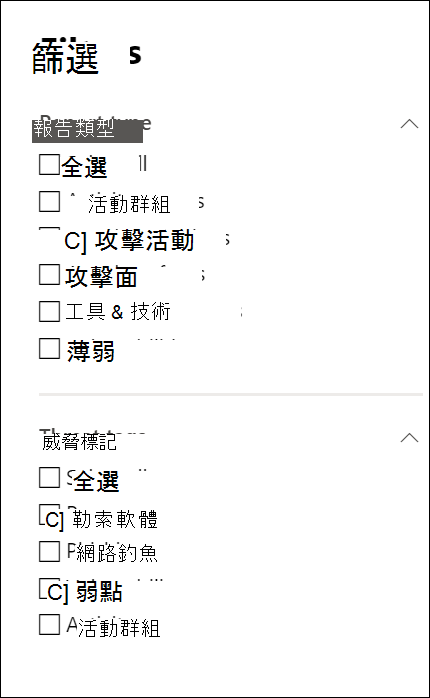 篩選
報告類型
全選
活動群組
C] 攻擊活動
攻擊面
工具 & 技術
薄弱
威脅標記
全選
C] 勒索軟體
網路釣魚
C] 弱點
活動群組